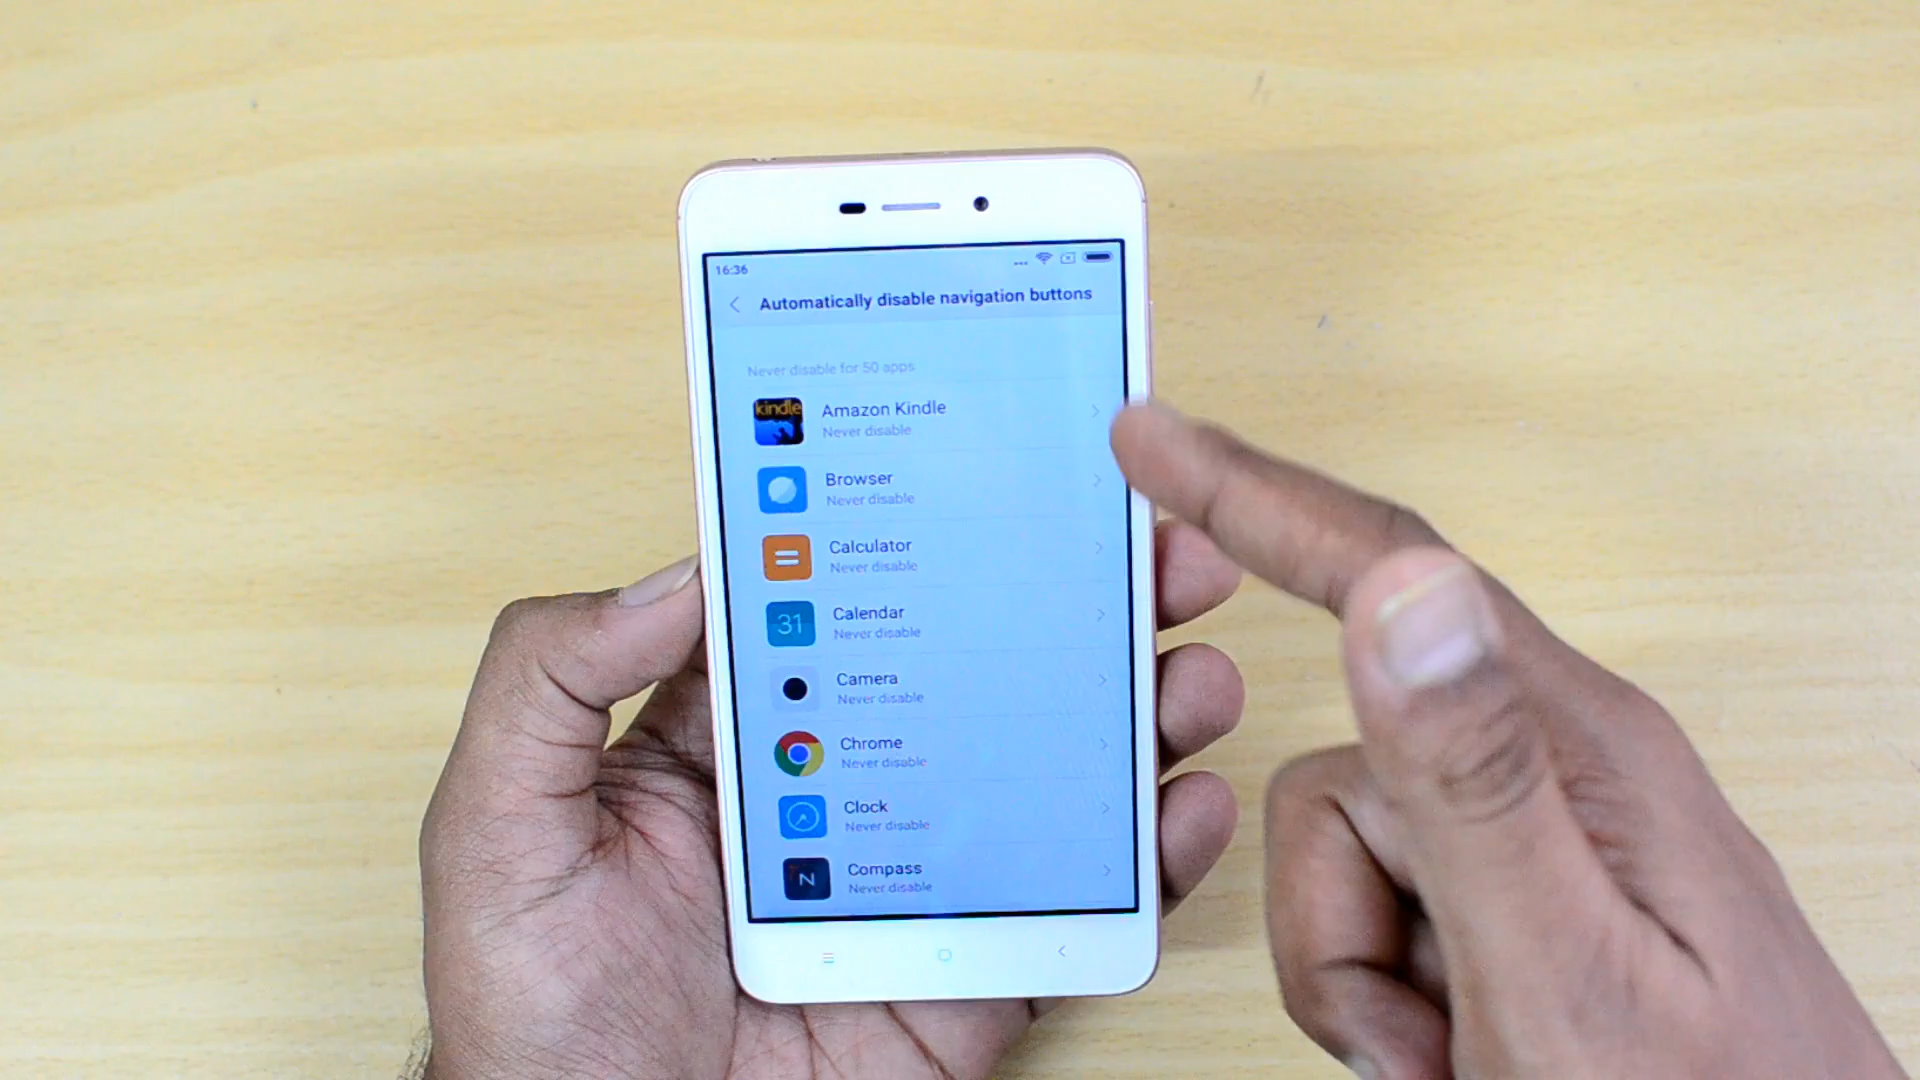 16:36
Automatically disable navigation buttons
Never disable for 50 apps
kindle
Amazon Kindle
Never disable
Browser
Never disable
Calculator
Never disable
31
Calendar
Never disable
Camera
Never disable
Chrome
Never disable
Clock
Never disable
N
Compass
Never disable